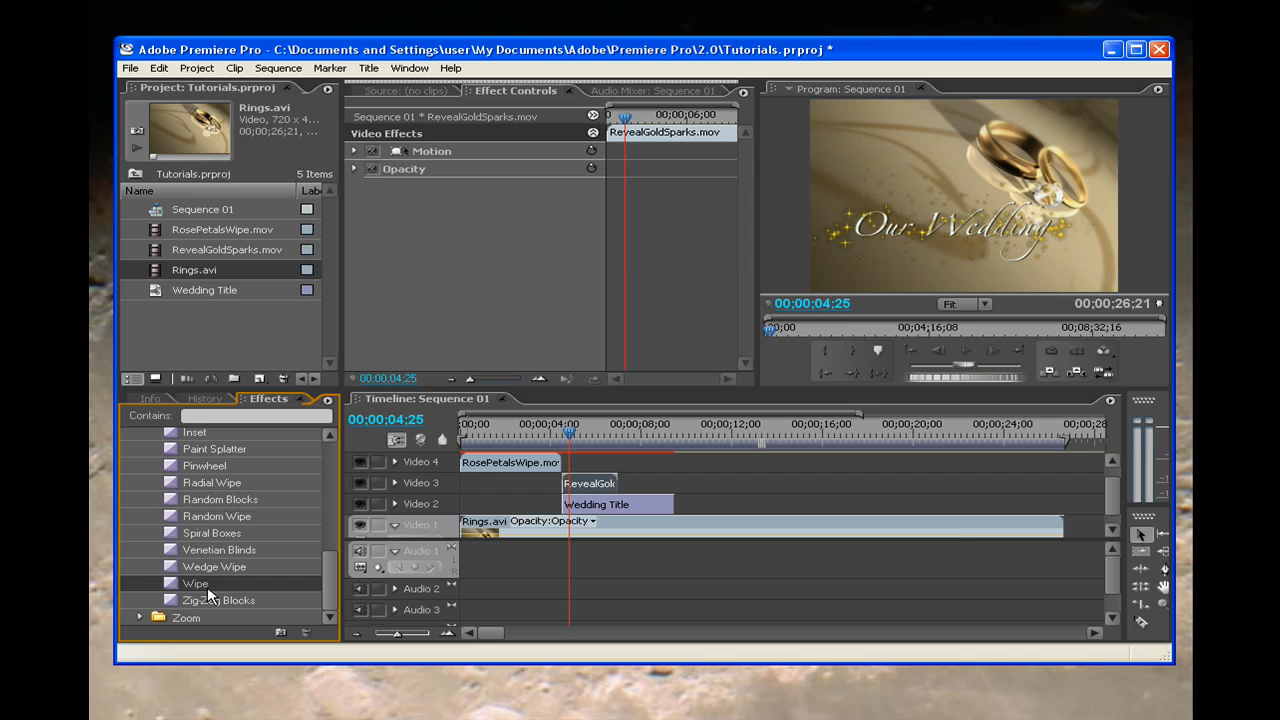 Adobe Premiere Pro - C:\Documents and Settings\user\My Documents\Adobe\Premiere Pro\2.0\Tutorials.prproj *
File Edit Project Clip Sequence Marker Title Window Help
Project: Tutorials.prproj
Rings.avi
Video, 720 x 4...
00;00;26;21, ...
Tutorials.prproj 5 Items
Name Labe
Sequence 01
RosePetalsWipe.mov
RevealGoldSparks.mov
Rings.avi
Wedding Title
Source: (no clips) Effect Controls Audio Mixer: Sequence 01
Sequence 01 * RevealGoldSparks.mov 0 00;00;06;00
Video Effects RevealGoldSparks.mov
Motion
Opacity
00;00;04;25
Program: Sequence 01
Our Wedding
00;00;04;25 Fit 00;00;26;21
;00;00 00;04;16;08 00;08;32;16
Info History Effects
Contains:
Inset
Paint Splatter
Pinwheel
Radial Wipe
Random Blocks
Random Wipe
Spiral Boxes
Venetian Blinds
Wedge Wipe
Wipe
Zig-Zag Blocks
Zoom
Timeline: Sequence 01
00;00;04;25 ;00;00 00;00;04;00 00;00;08;00 00;00;12;00 00;00;16;00 00;00;20;00 00;00;24;00 00;00;28
Video 4 RosePetalsWipe.mo
Video 3 RevealGol
Video 2 Wedding Title
Video 1 Rings.avi Opacity:Opacity
Audio 1 L R
Audio 2
Audio 3